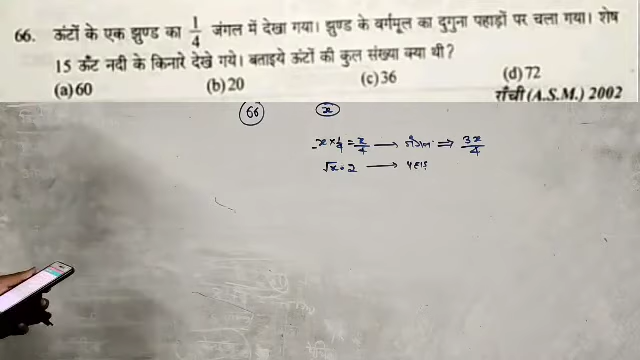 66. ऊंटों के एक झुण्ड का 1/4 जंगल में देखा गया। झुण्ड के वर्गमूल का दुगुना पहाड़ों पर चला गया। शेष
15 ऊँट नदी के किनारे देखे गये। बताइये ऊंटों की कुल संख्या क्या थी?
(a) 60 (b) 20 (c) 36 (d) 72
राँची (A.S.M.) 2002
66 x
x × 1/4 = x/4 → जंगल ⇒ 3x/4
√x × 2 → पहाड़